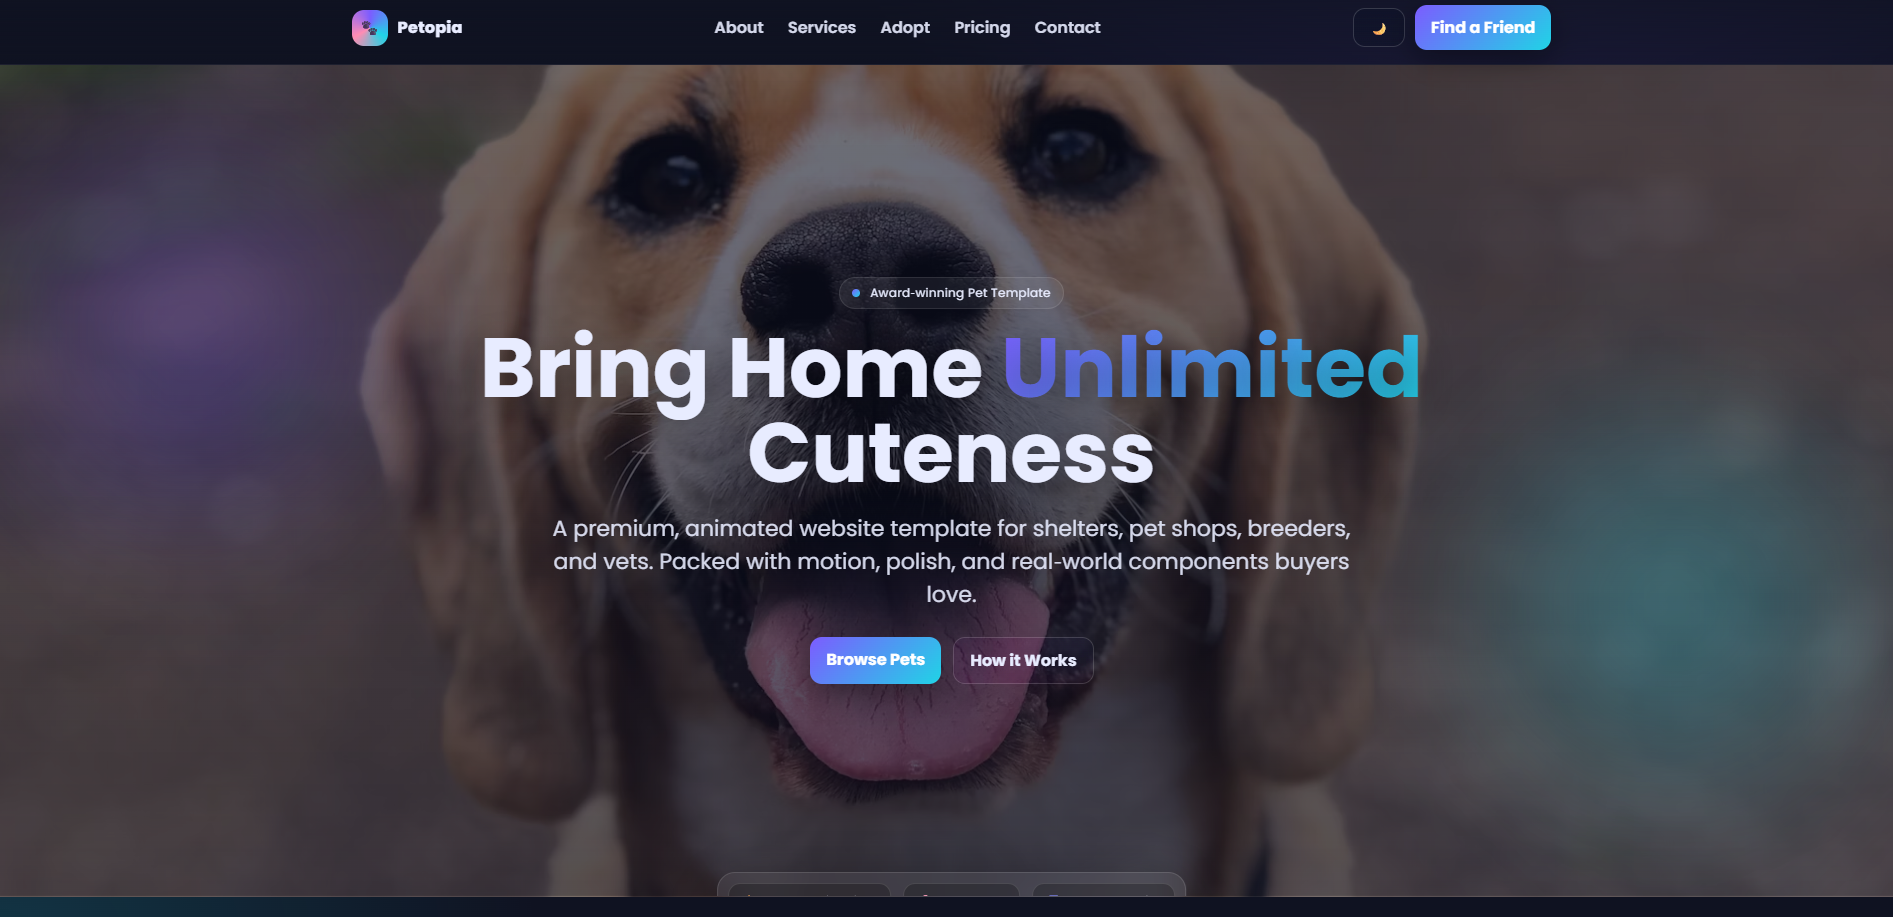 Petopia
About Services Adopt Pricing Contact
Find a Friend
Award-winning Pet Template
Bring Home Unlimited
Cuteness
A premium, animated website template for shelters, pet shops, breeders,
and vets. Packed with motion, polish, and real-world components buyers
love.
Browse Pets
How it Works